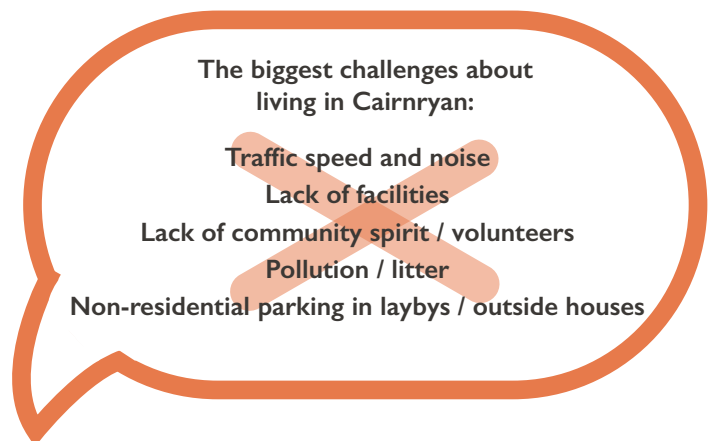 The biggest challenges about
living in Cairnryan:
Traffic speed and noise
Lack of facilities
Lack of community spirit / volunteers
Pollution / litter
Non-residential parking in laybys / outside houses